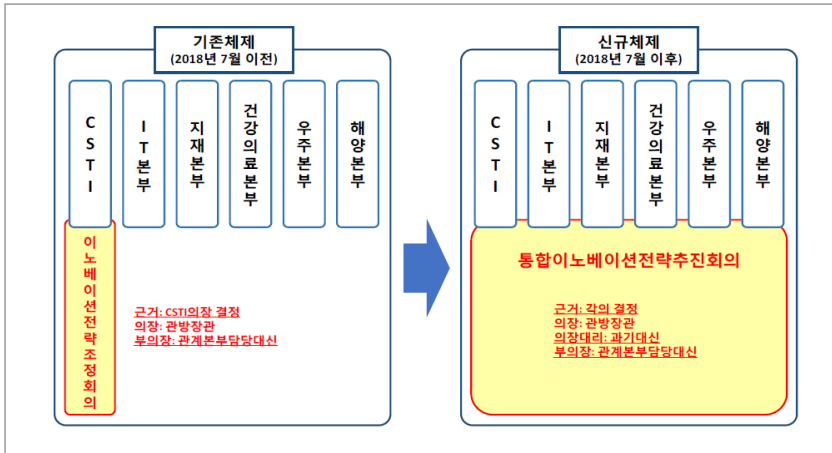 기존체제
(2018년 7월 이전)
CSTI
IT본부
지재본부
건강의료본부
우주본부
해양본부
이노베이션전략조정회의
근거: CSTI의장 결정
의장: 관방장관
부의장: 관계본부담당대신
신규체제
(2018년 7월 이후)
CSTI
IT본부
지재본부
건강의료본부
우주본부
해양본부
통합이노베이션전략추진회의
근거: 각의 결정
의장: 관방장관
의장대리: 과기대신
부의장: 관계본부담당대신